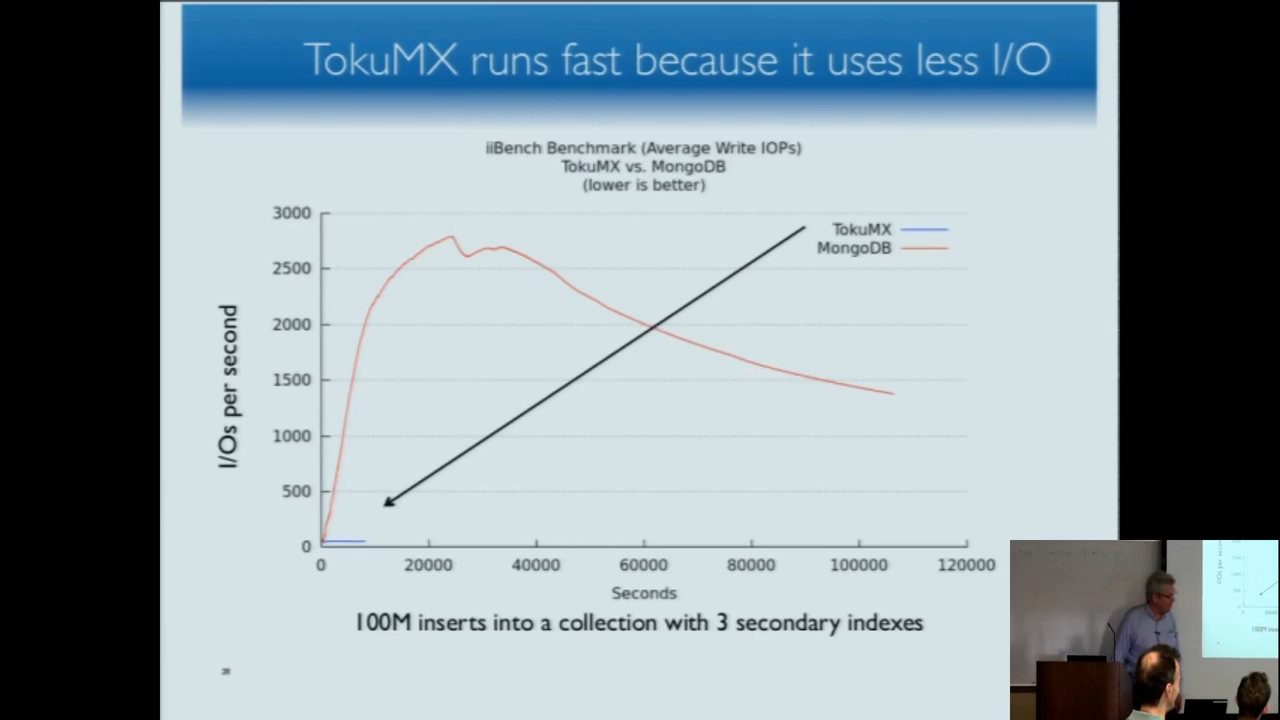 TokuMX runs fast because it uses less I/O
iiBench Benchmark (Average Write IOPs)
TokuMX vs. MongoDB
(lower is better)
3000
2500
2000
1500
1000
500
0
I/Os per second
TokuMX
MongoDB
0 20000 40000 60000 80000 100000 120000
Seconds
100M inserts into a collection with 3 secondary indexes